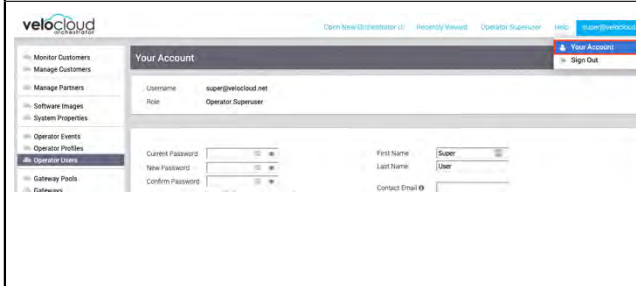 velocloud
orchestrator
Open New Orchestrator Recently Viewed Operator Superuser Help super@velocloud
Your Account
Sign Out
Monitor Customers
Manage Customers
Manage Partners
Software Images
System Properties
Operator Events
Operator Profiles
Operator Users
Gateway Pools
Gateways
Your Account
Username super@velocloud.net
Role Operator Superuser
Current Password First Name Super
New Password Last Name User
Confirm Password Contact Email